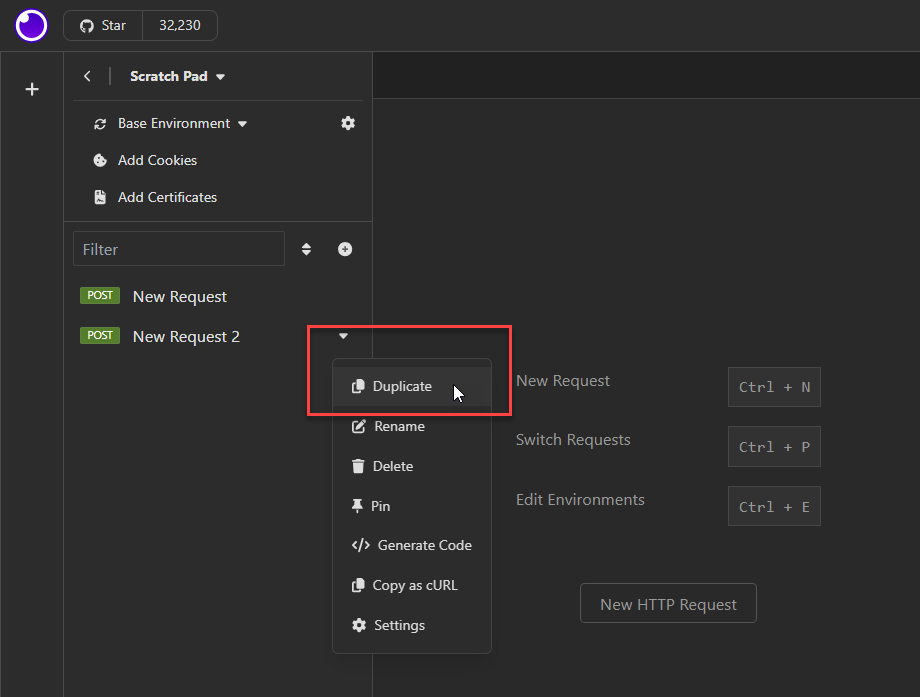 Star 32,230
Scratch Pad
Base Environment
Add Cookies
Add Certificates
Filter
POST New Request
POST New Request 2
Duplicate
Rename
Delete
Pin
</> Generate Code
Copy as cURL
Settings
New Request Ctrl + N
Switch Requests Ctrl + P
Edit Environments Ctrl + E
New HTTP Request